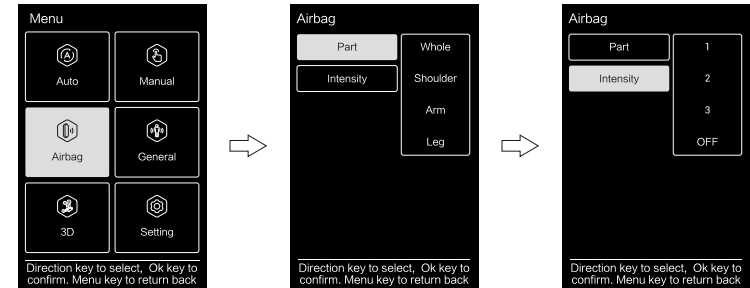 Menu
Auto
Manual
Airbag
General
3D
Setting
Direction key to select, Ok key to
confirm. Menu key to return back
Airbag
Part
Whole
Intensity
Shoulder
Arm
Leg
Direction key to select, Ok key to
confirm. Menu key to return back
Airbag
Part
1
Intensity
2
3
OFF
Direction key to select, Ok key to
confirm. Menu key to return back